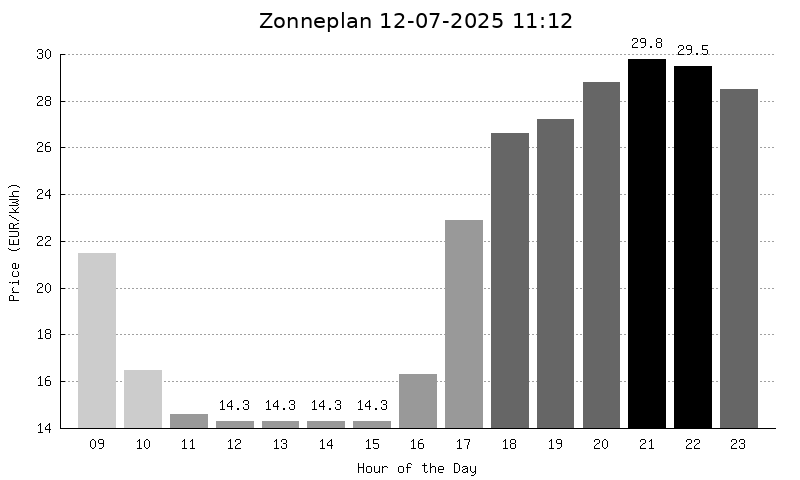 Zonneplan 12-07-2025 11:12
29.8
29.5
14.3 14.3 14.3 14.3
30
28
26
24
22
20
18
16
14
Price (EUR/kWh)
09 10 11 12 13 14 15 16 17 18 19 20 21 22 23
Hour of the Day